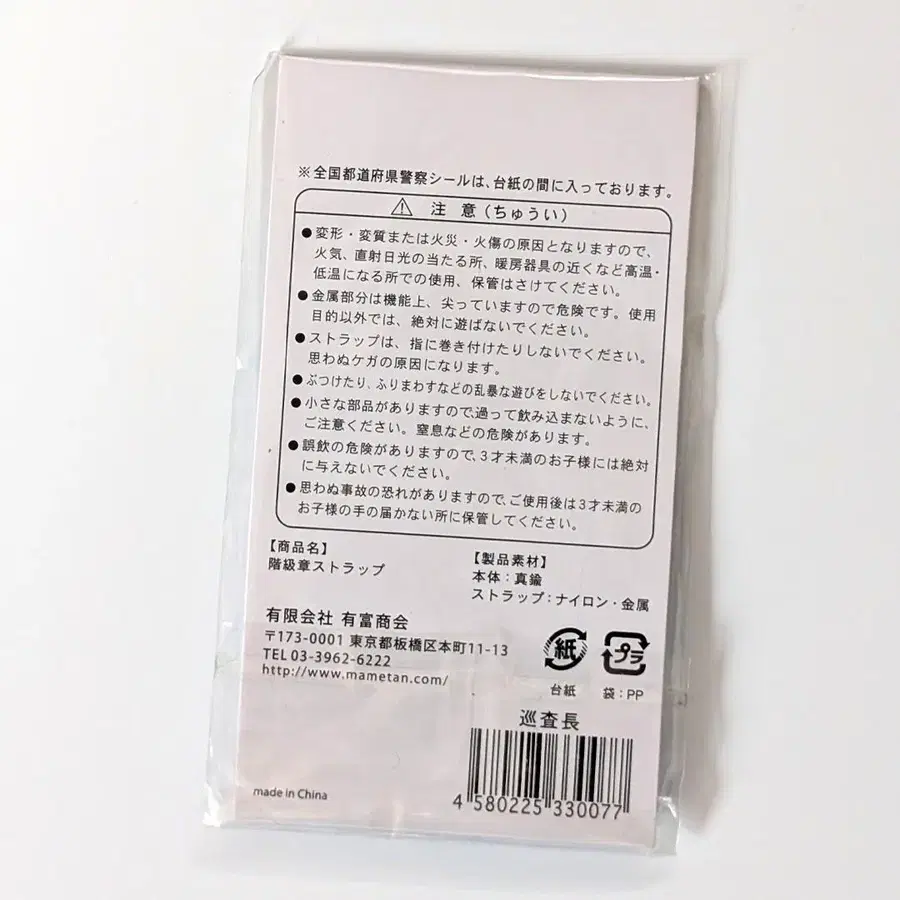 ※全国都道府県警察シールは、台紙の間に入っております。
⚠ 注意(ちゅうい)
●変形・変質または火災・火傷の原因となりますので、
火気、直射日光の当たる所、暖房器具の近くなど高温・
低温になる所での使用、保管はさけてください。
●金属部分は機能上、尖っていますので危険です。使用
目的以外では、絶対に遊ばないでください。
●ストラップは、指に巻き付けたりしないでください。
思わぬケガの原因になります。
●ぶつけたり、ふりまわすなどの乱暴な遊びをしないでください。
●小さな部品がありますので、過って飲み込まないように、
ご注意ください。窒息などの危険があります。
●誤飲の危険がありますので、3才未満のお子様には絶対
に与えないでください。
●思わぬ事故の恐れがありますので、ご使用後は3才未満の
お子様の手の届かない所に保管してください。
【商品名】
階級章ストラップ
【製品素材】
本体:真鍮
ストラップ:ナイロン・金属
有限会社 有富商会
〒173-0001 東京都板橋区本町11-13
TEL 03-3962-6222
http://www.mametan.com/
紙
台紙
プラ
袋:PP
巡査長
4 580225 330077
made in China